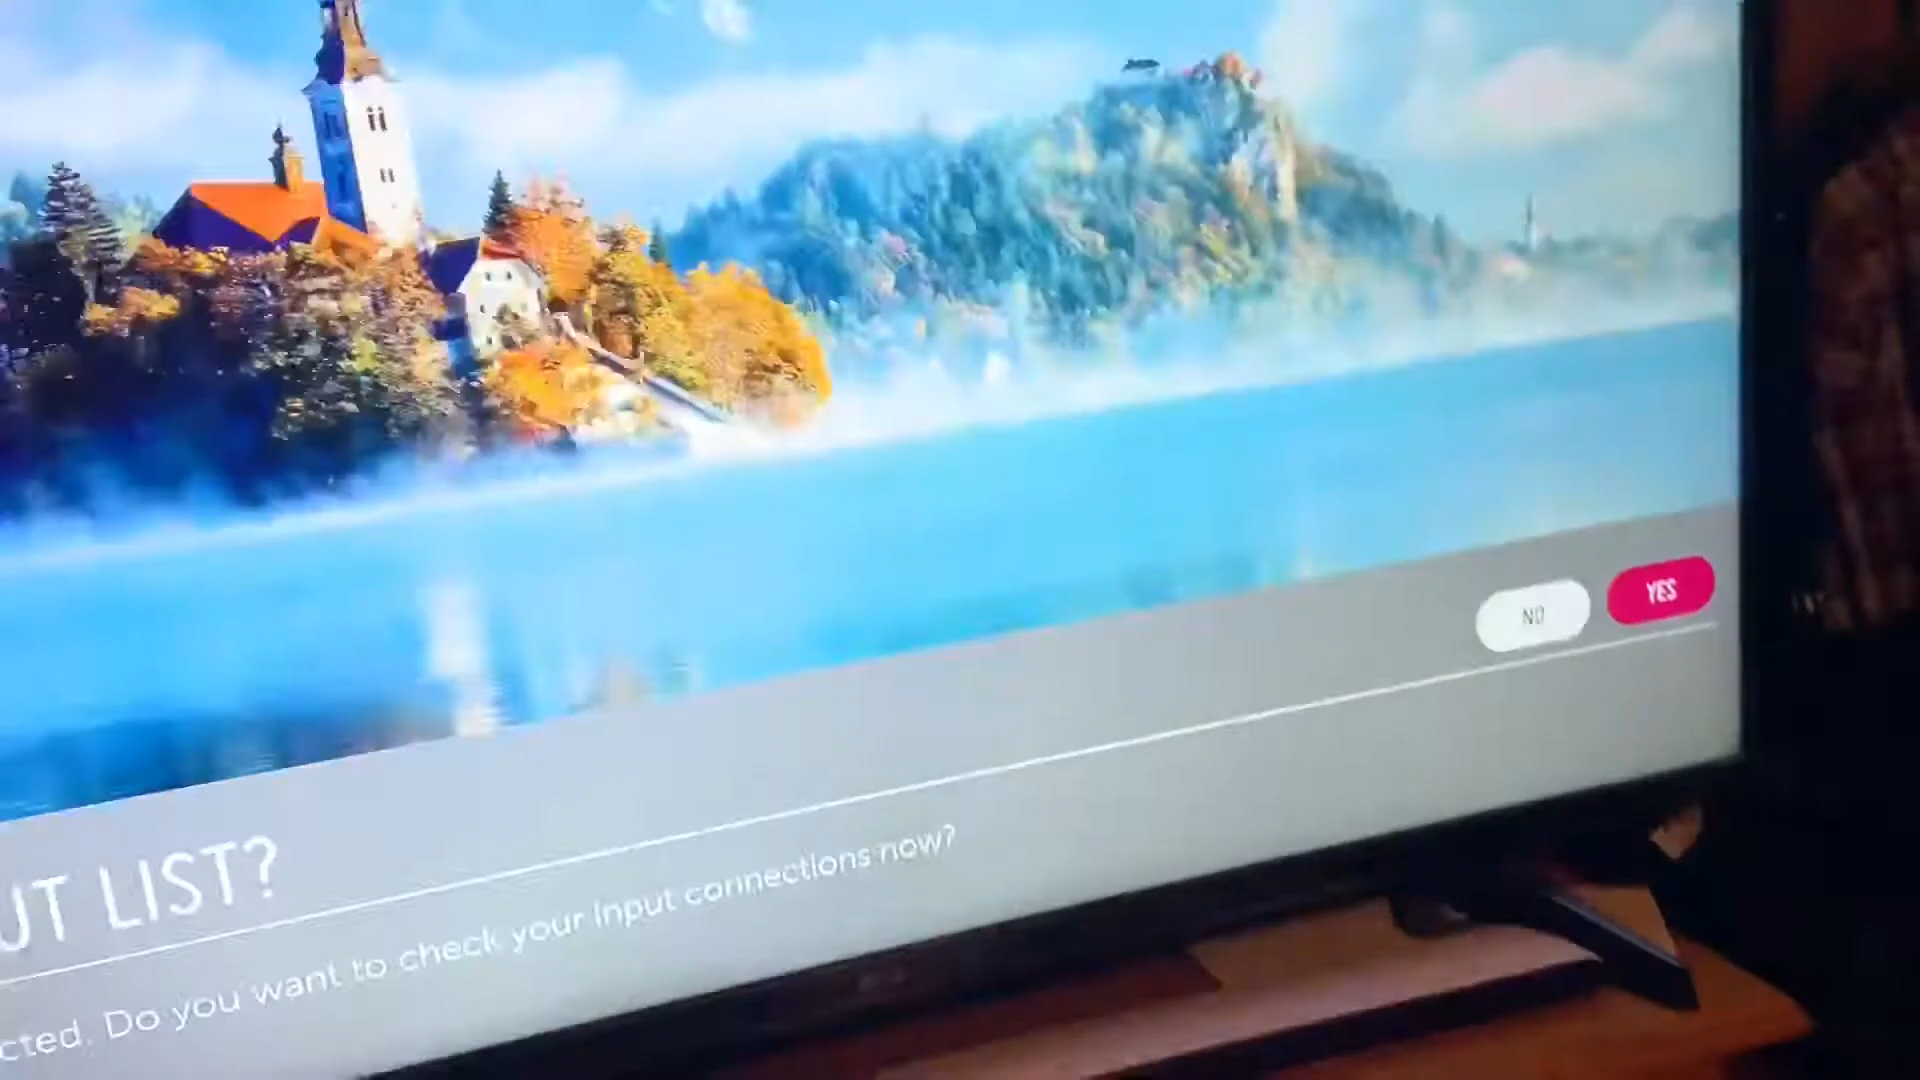 NO
YES
UT LIST?
cted. Do you want to check your input connections now?